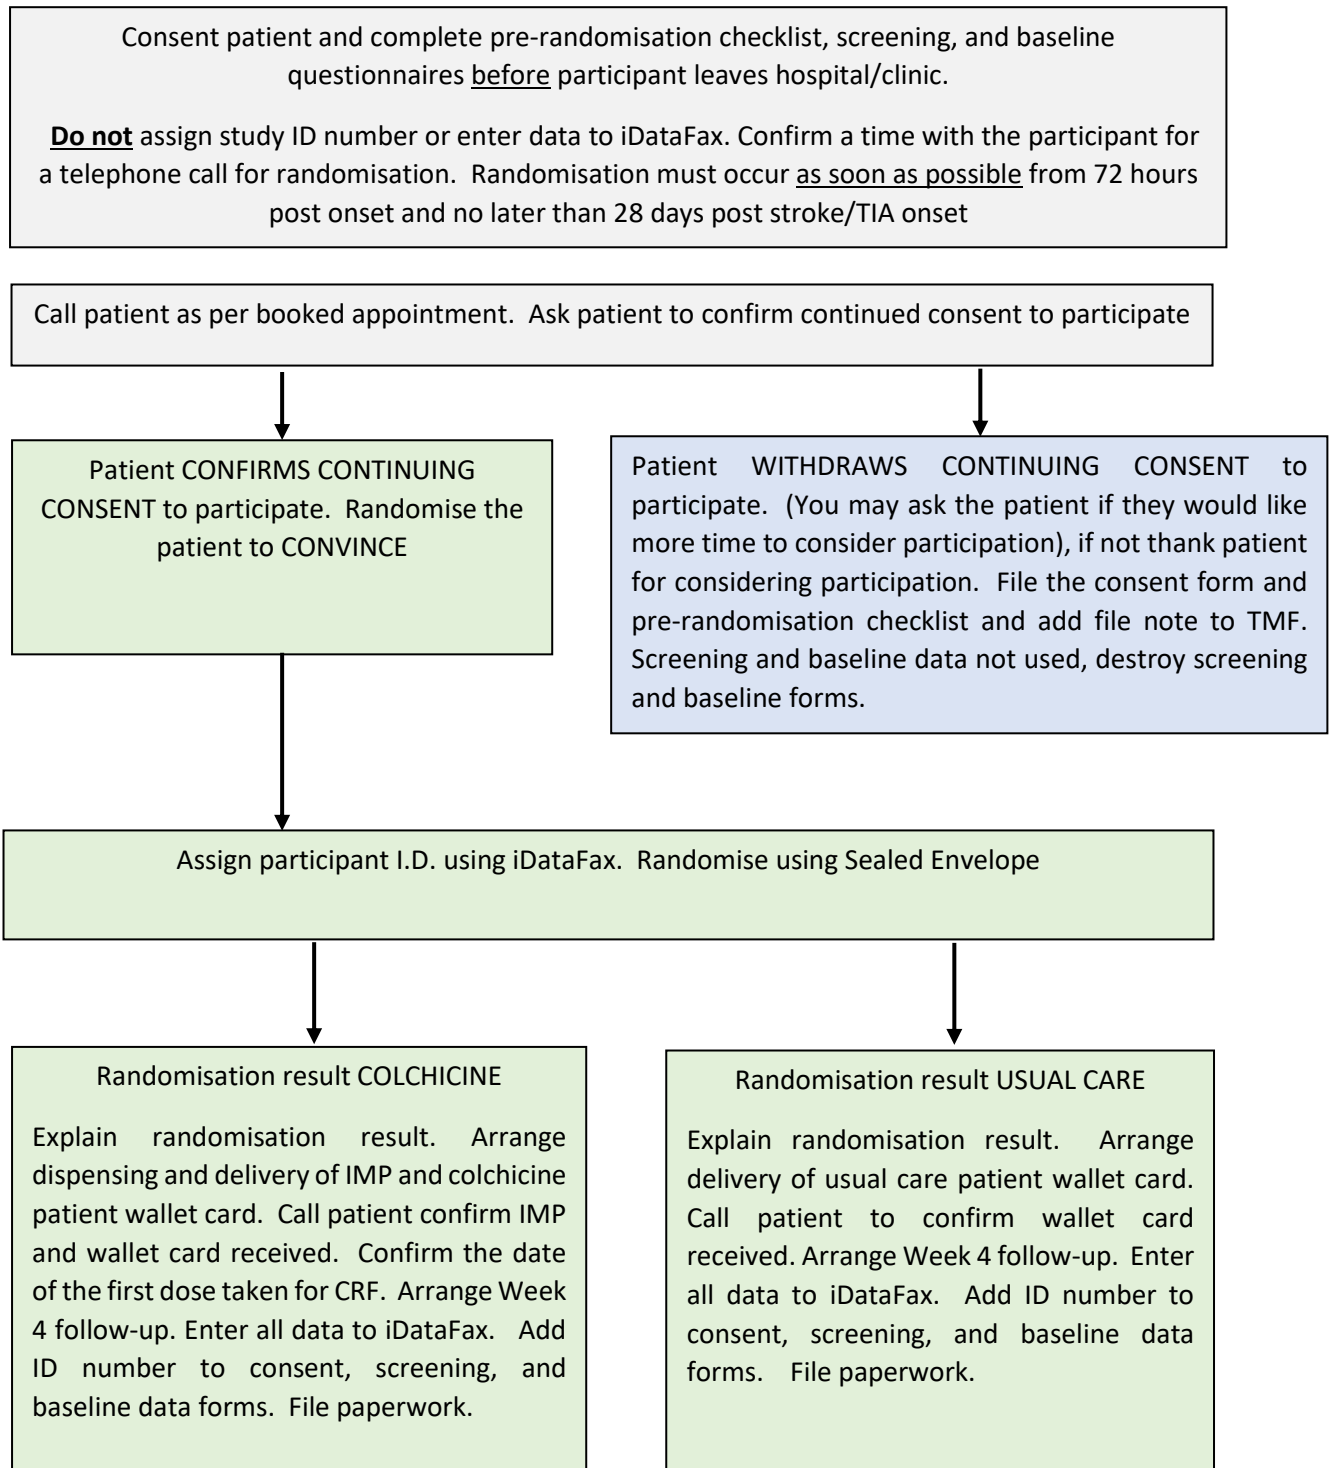 Consent patient and complete pre-randomisation checklist, screening, and baseline
questionnaires before participant leaves hospital/clinic.
Do not assign study ID number or enter data to iDataFax. Confirm a time with the participant for
a telephone call for randomisation. Randomisation must occur as soon as possible from 72 hours
post onset and no later than 28 days post stroke/TIA onset
Call patient as per booked appointment. Ask patient to confirm continued consent to participate
Patient CONFIRMS CONTINUING
CONSENT to participate. Randomise the
patient to CONVINCE
Patient WITHDRAWS CONTINUING CONSENT to
participate. (You may ask the patient if they would like
more time to consider participation), if not thank patient
for considering participation. File the consent form and
pre-randomisation checklist and add file note to TMF.
Screening and baseline data not used, destroy screening
and baseline forms.
Assign participant I.D. using iDataFax. Randomise using Sealed Envelope
Randomisation result COLCHICINE
Explain randomisation result. Arrange
dispensing and delivery of IMP and colchicine
patient wallet card. Call patient confirm IMP
and wallet card received. Confirm the date
of the first dose taken for CRF. Arrange Week
4 follow-up. Enter all data to iDataFax. Add
ID number to consent, screening, and
baseline data forms. File paperwork.
Randomisation result USUAL CARE
Explain randomisation result. Arrange
delivery of usual care patient wallet card.
Call patient to confirm wallet card
received. Arrange Week 4 follow-up. Enter
all data to iDataFax. Add ID number to
consent, screening, and baseline data
forms. File paperwork.